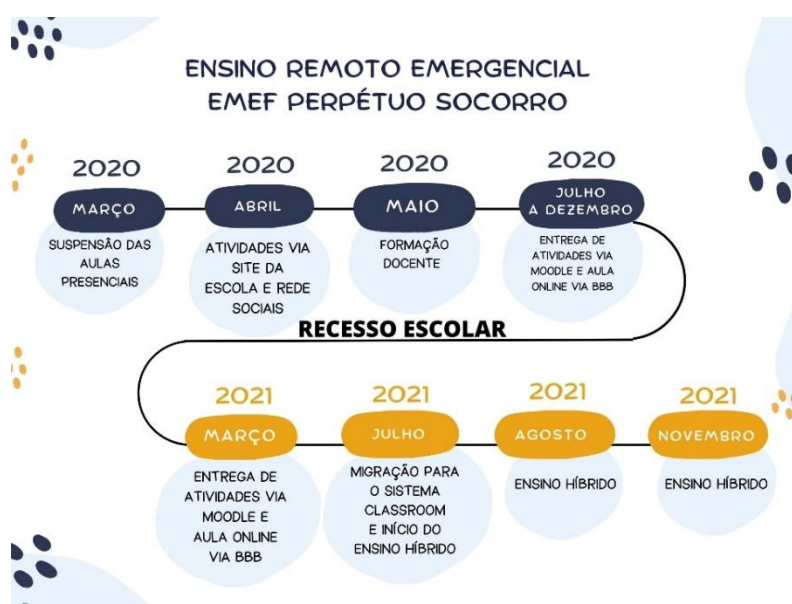 ENSINO REMOTO EMERGENCIAL
EMEF PERPÉTUO SOCORRO
2020
MARÇO
SUSPENSÃO DAS
AULAS
PRESENCIAIS
2020
ABRIL
ATIVIDADES VIA
SITE DA
ESCOLA E REDE
SOCIAIS
2020
MAIO
FORMAÇÃO
DOCENTE
2020
JULHO
A DEZEMBRO
ENTREGA DE
ATIVIDADES VIA
MOODLE E AULA
ONLINE VIA BBB
RECESSO ESCOLAR
2021
MARÇO
ENTREGA DE
ATIVIDADES VIA
MOODLE E
AULA ONLINE
VIA BBB
2021
JULHO
MIGRAÇÃO PARA
O SISTEMA
CLASSROOM
E INÍCIO DO
ENSINO HÍBRIDO
2021
AGOSTO
ENSINO HÍBRIDO
2021
NOVEMBRO
ENSINO HÍBRIDO